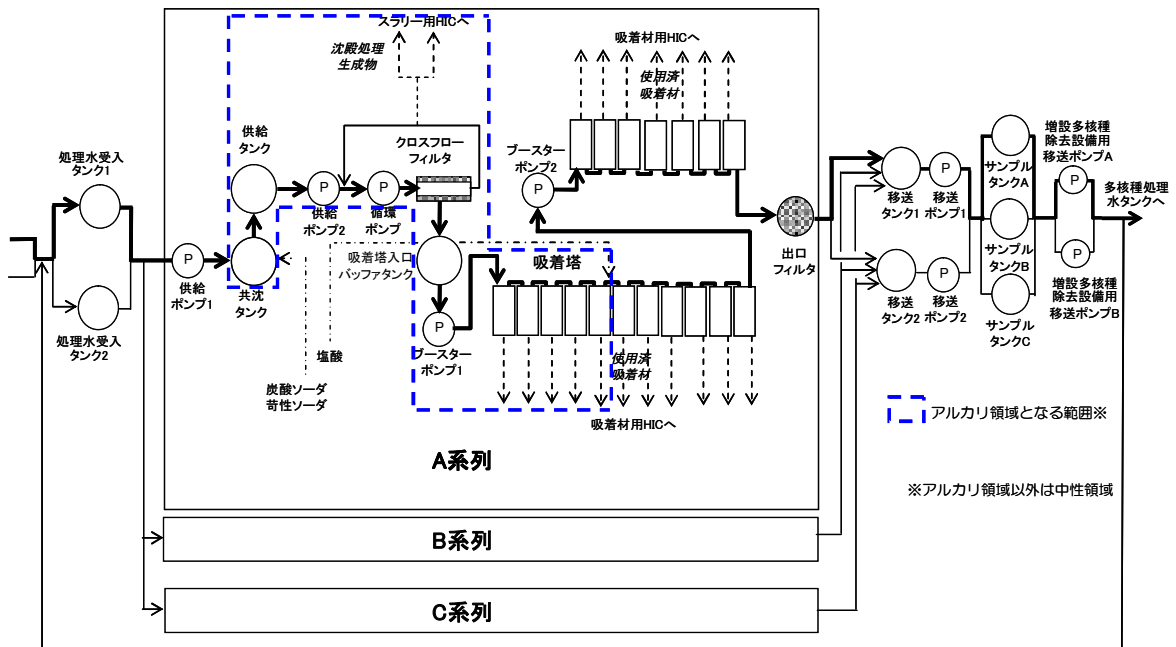 スラリー用HICへ
沈殿処理
生成物
吸着材用HICへ
使用済
吸着材
供給
タンク
クロスフロー
フィルタ
ブースター
ポンプ2
処理水受入
タンク1
P
P
P
供給
ポンプ2
循環
ポンプ
P
供給
ポンプ1
共沈
タンク
吸着塔入口
バッファタンク
吸着塔
出口
フィルタ
P
ブースター
ポンプ1
処理水受入
タンク2
塩酸
炭酸ソーダ
苛性ソーダ
使用済
吸着材
吸着材用HICへ
A系列
B系列
C系列
P
移送
タンク1
移送
ポンプ1
P
移送
タンク2
移送
ポンプ2
サンプル
タンクA
サンプル
タンクB
サンプル
タンクC
増設多核種
除去設備用
移送ポンプA
P
多核種処理
水タンクへ
P
増設多核種
除去設備用
移送ポンプB
アルカリ領域となる範囲※
※アルカリ領域以外は中性領域